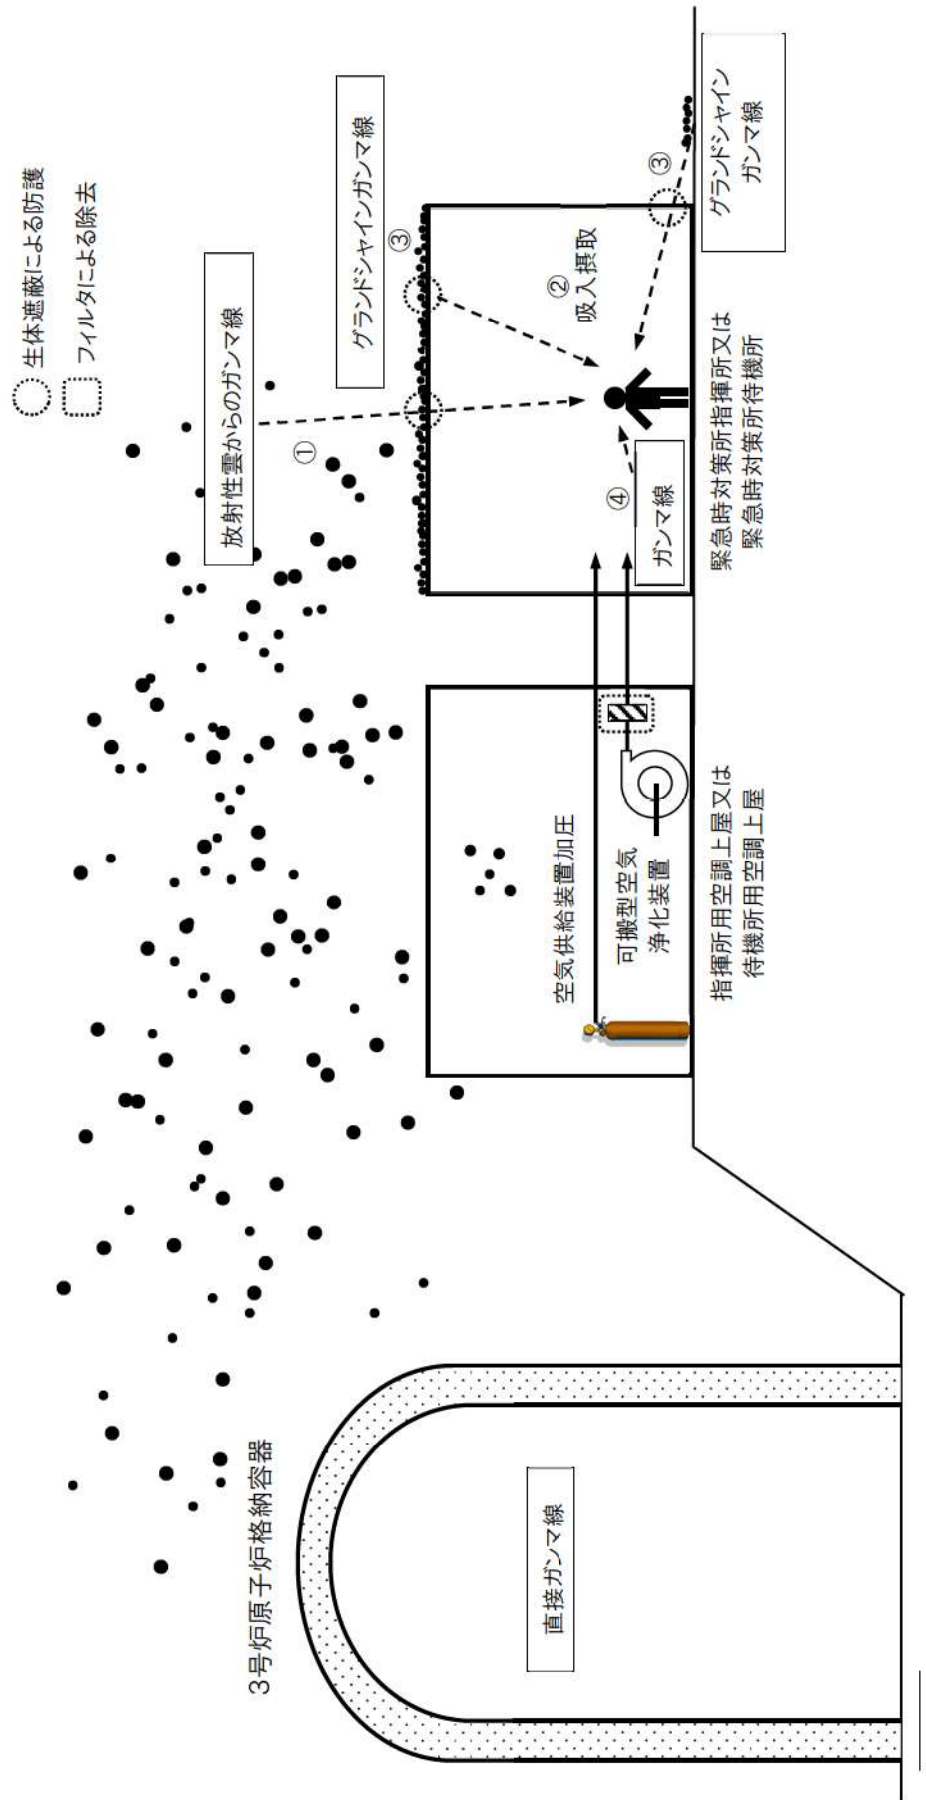 生体遮蔽による防護
フィルタによる除去
放射性雲からのガンマ線
①
グランドシャインガンマ線
③
②
吸入摂取
③
グランドシャイン
ガンマ線
④
ガンマ線
緊急時対策所指揮所又は
緊急時対策所待機所
空気供給装置加圧
可搬型空気
浄化装置
指揮所用空調上屋又は
待機所用空調上屋
3号炉原子炉格納容器
直接ガンマ線